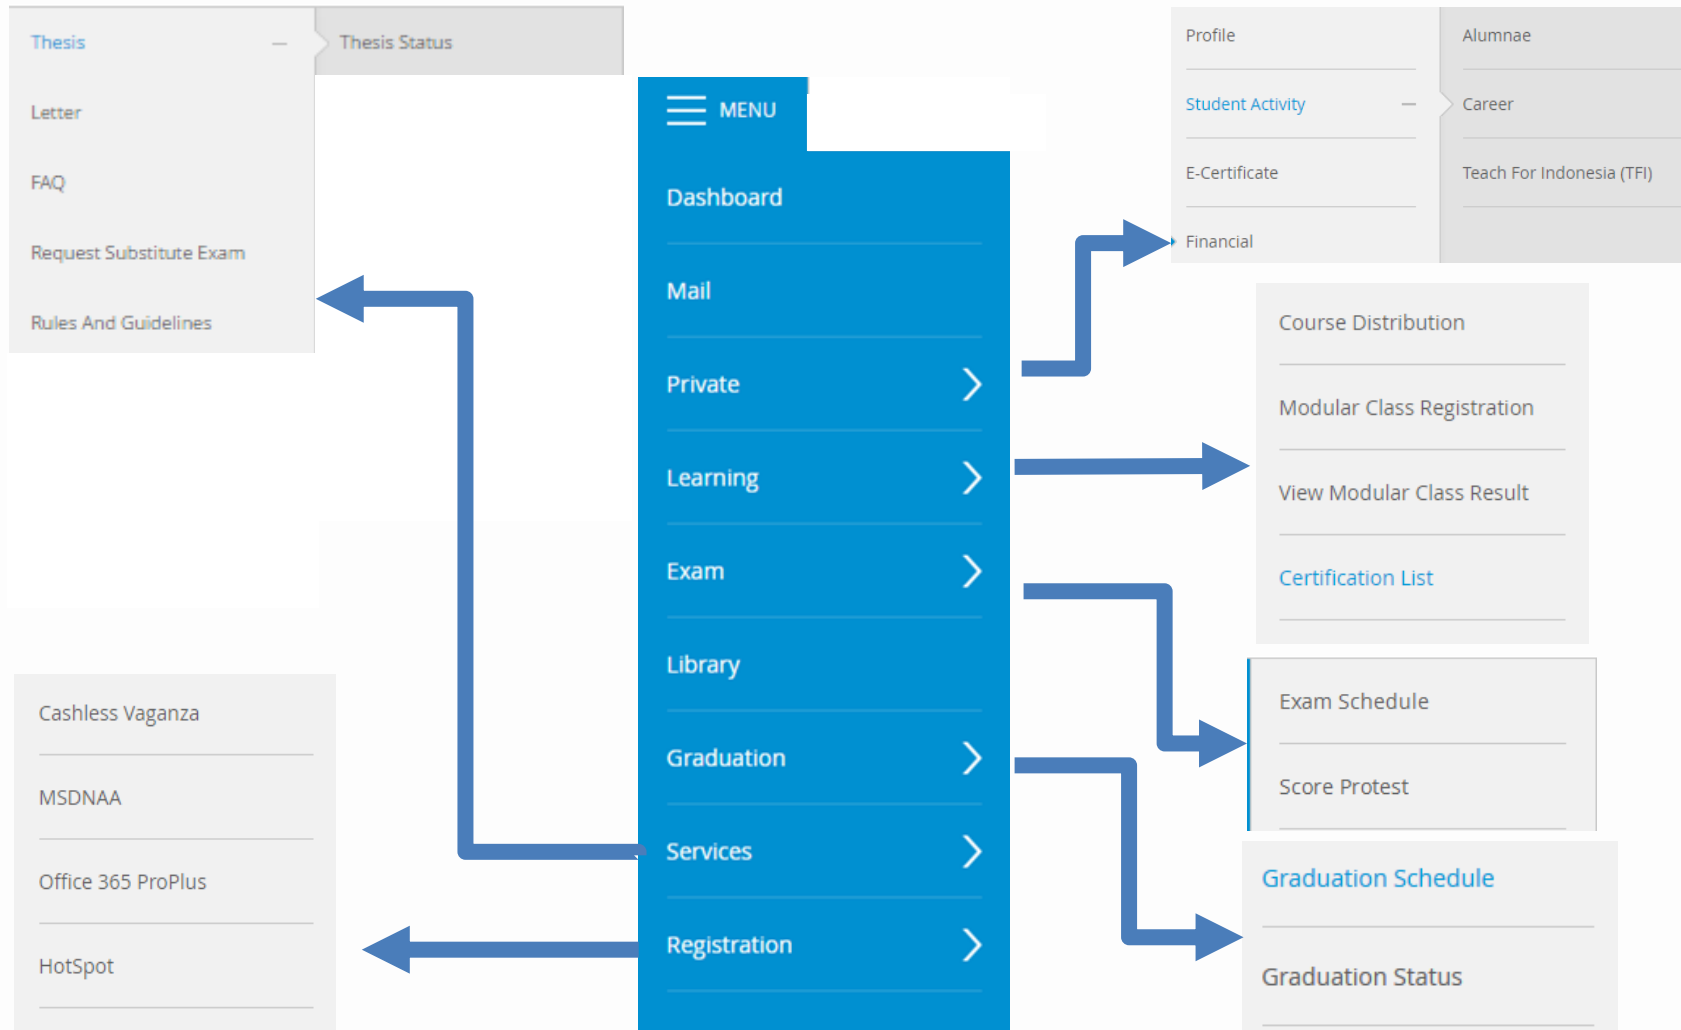 Thesis
Thesis Status
Letter
FAQ
Request Substitute Exam
Rules And Guidelines
Cashless Vaganza
MSDNAA
Office 365 ProPlus
HotSpot
MENU
Dashboard
Mail
Private
Learning
Exam
Library
Graduation
Services
Registration
Profile
Student Activity
E-Certificate
Financial
Alumnae
Career
Teach For Indonesia (TFI)
Course Distribution
Modular Class Registration
View Modular Class Result
Certification List
Exam Schedule
Score Protest
Graduation Schedule
Graduation Status